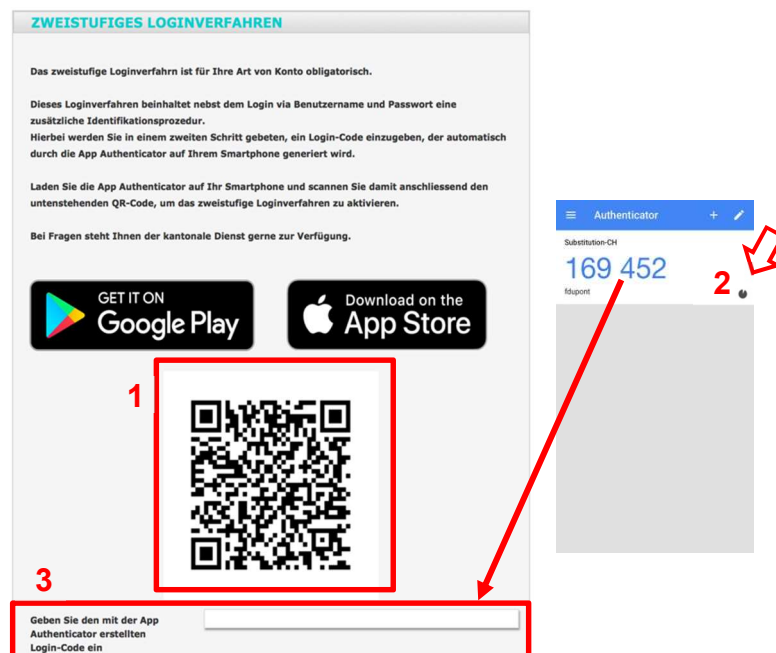 ZWEISTUFIGES LOGINVERFAHREN
Das zweistufige Loginverfahrn ist für Ihre Art von Konto obligatorisch.
Dieses Loginverfahren beinhaltet nebst dem Login via Benutzername und Passwort eine
zusätzliche Identifikationsprozedur.
Hierbei werden Sie in einem zweiten Schritt gebeten, ein Login-Code einzugeben, der automatisch
durch die App Authenticator auf Ihrem Smartphone generiert wird.
Laden Sie die App Authenticator auf Ihr Smartphone und scannen Sie damit anschliessend den
untenstehenden QR-Code, um das zweistufige Loginverfahren zu aktivieren.
Bei Fragen steht Ihnen der kantonale Dienst gerne zur Verfügung.
GET IT ON
Google Play
Download on the
App Store
1
Authenticator
Substitution-CH
169 452
fdupont
2
3
Geben Sie den mit der App
Authenticator erstellten
Login-Code ein